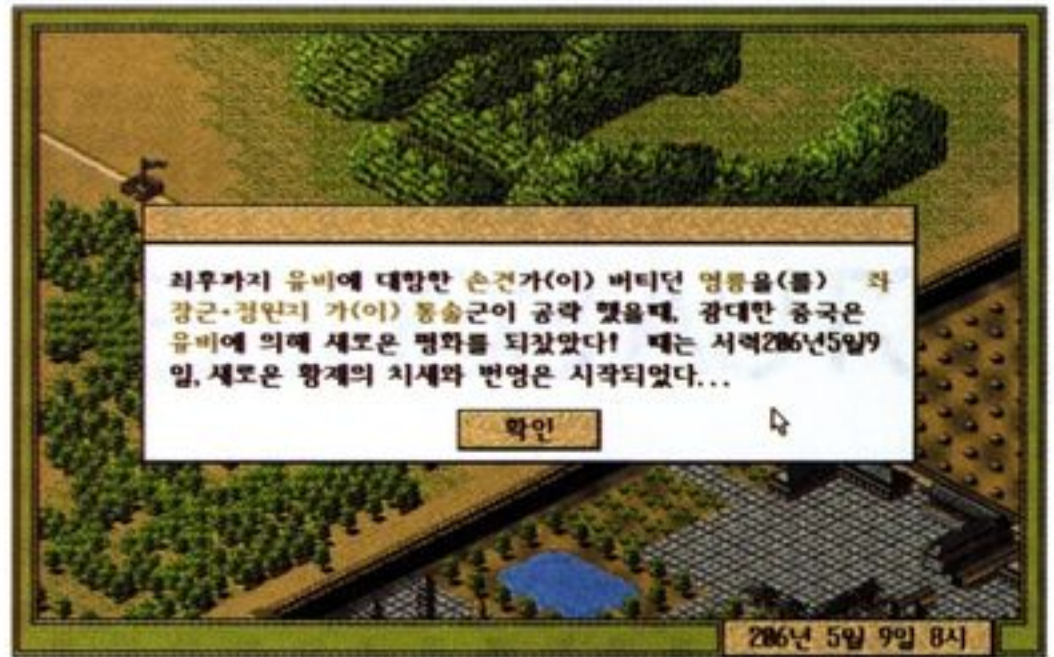 최후까지 유비에 대항한 손견가(이) 버티던 영릉을(를) 좌
장군·정원지 가(이) 통솔군이 공략 했을때, 광대한 중국은
유비에 의해 새로운 평화를 되찾았다! 때는 서력206년5월9
일, 새로운 황제의 치세와 번영은 시작되었다...
확인
206년 5월 9일 8시